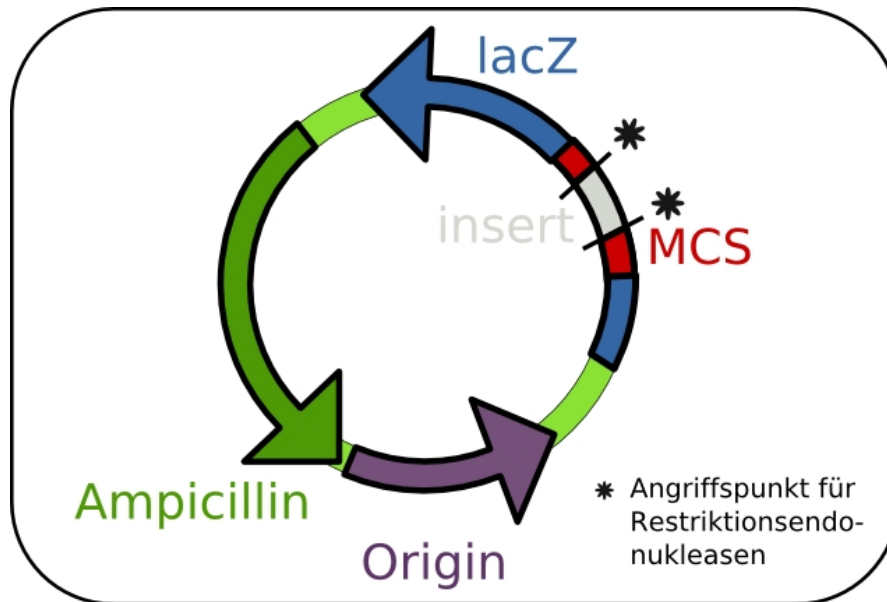 lacZ
insert
MCS
Ampicillin
Origin
Angriffspunkt für
Restriktionsendo-
nukleasen